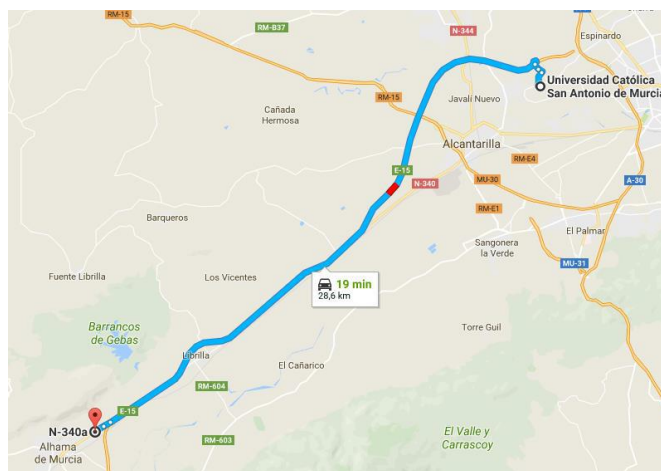 RM-15
RM-B37
N-344
Espinardo
Universidad Católica
San Antonio de Murcia
RM-15
Javalí Nuevo
Cañada
Hermosa
Alcantarilla
E-15
N-340
RM-E4
MU-30
A-30
RM-E1
Barqueros
El Palmar
Sangonera
la Verde
MU-31
Fuente Librilla
Los Vicentes
19 min
28,6 km
Barrancos
de Gebas
Torre Guil
Librilla
El Cañarico
RM-604
E-15
N-340a
Alhama
de Murcia
RM-603
El Valle y
Carrascoy